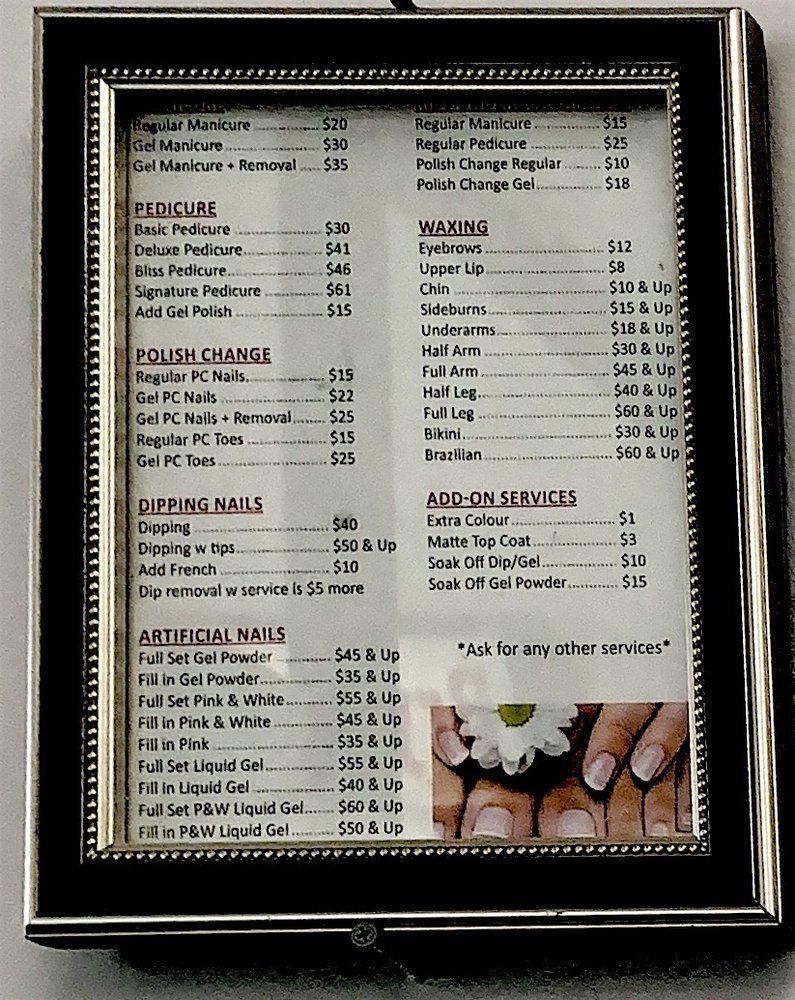 Regular Manicure ................ $20
Gel Manicure ........................ $30
Gel Manicure + Removal ..... $35
PEDICURE
Basic Pedicure ...................... $30
Deluxe Pedicure.................... $41
Bliss Pedicure........................ $46
Signature Pedicure ............... $61
Add Gel Polish ...................... $15
POLISH CHANGE
Regular PC Nails.................... $15
Gel PC Nails .......................... $22
Gel PC Nails + Removal........ $25
Regular PC Toes .................... $15
Gel PC Toes ........................... $25
DIPPING NAILS
Dipping .................................. $40
Dipping w tips....................... $50 & Up
Add French ............................ $10
Dip removal w service is $5 more
ARTIFICIAL NAILS
Full Set Gel Powder .............. $45 & Up
Fill in Gel Powder.................. $35 & Up
Full Set Pink & White............ $55 & Up
Fill in Pink & White ............... $45 & Up
Fill in Pink .............................. $35 & Up
Full Set Liquid Gel................. $55 & Up
Fill in Liquid Gel .................... $40 & Up
Full Set P&W Liquid Gel....... $60 & Up
Fill in P&W Liquid Gel .......... $50 & Up
Regular Manicure ................ $15
Regular Pedicure .................. $25
Polish Change Regular ......... $10
Polish Change Gel................ $18
WAXING
Eyebrows .............................. $12
Upper Lip.............................. $8
Chin ...................................... $10 & Up
Sideburns.............................. $15 & Up
Underarms............................ $18 & Up
Half Arm ............................... $30 & Up
Full Arm ................................ $45 & Up
Half Leg................................. $40 & Up
Full Leg ................................. $60 & Up
Bikini..................................... $30 & Up
Brazilian ................................ $60 & Up
ADD-ON SERVICES
Extra Colour.......................... $1
Matte Top Coat ..................... $3
Soak Off Dip/Gel................... $10
Soak Off Gel Powder............ $15
*Ask for any other services*